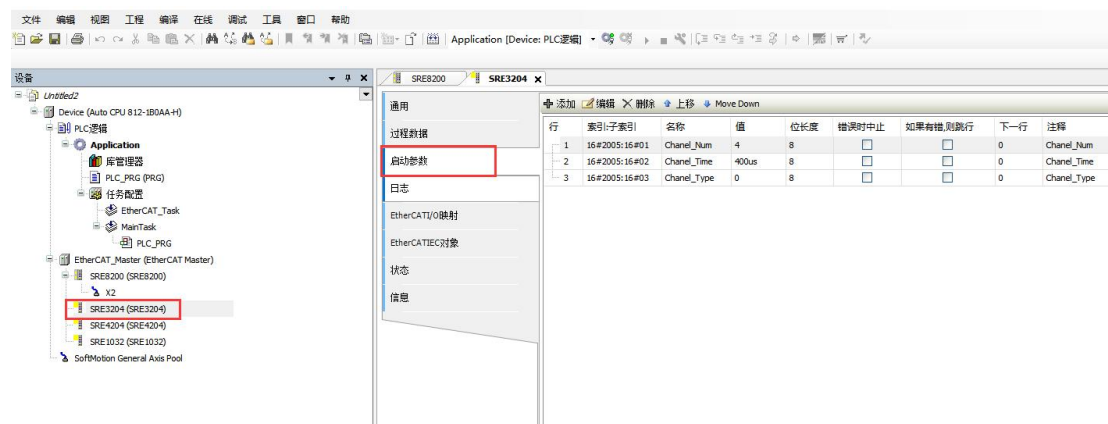 文件 编辑 视图 工程 编译 在线 调试 工具 窗口 帮助
Application [Device: PLC逻辑]
设备
Untitled2
Device (Auto CPU 812-1B0AA-H)
PLC逻辑
Application
库管理器
PLC_PRG (PRG)
任务配置
EtherCAT_Task
MainTask
PLC_PRG
EtherCAT_Master (EtherCAT Master)
SRE8200 (SRE8200)
X2
SRE3204 (SRE3204)
SRE4204 (SRE4204)
SRE1032 (SRE1032)
SoftMotion General Axis Pool
SRE8200 SRE3204
通用
过程数据
启动参数
日志
EtherCATI/O映射
EtherCATIEC对象
状态
信息
添加 编辑 删除 上移 Move Down
行 索引:子索引 名称 值 位长度 错误时中止 如果有错,则跳行 下一行 注释
1 16#2005:16#01 Chanel_Num 4 8 0 Chanel_Num
2 16#2005:16#02 Chanel_Time 400us 8 0 Chanel_Time
3 16#2005:16#03 Chanel_Type 0 8 0 Chanel_Type